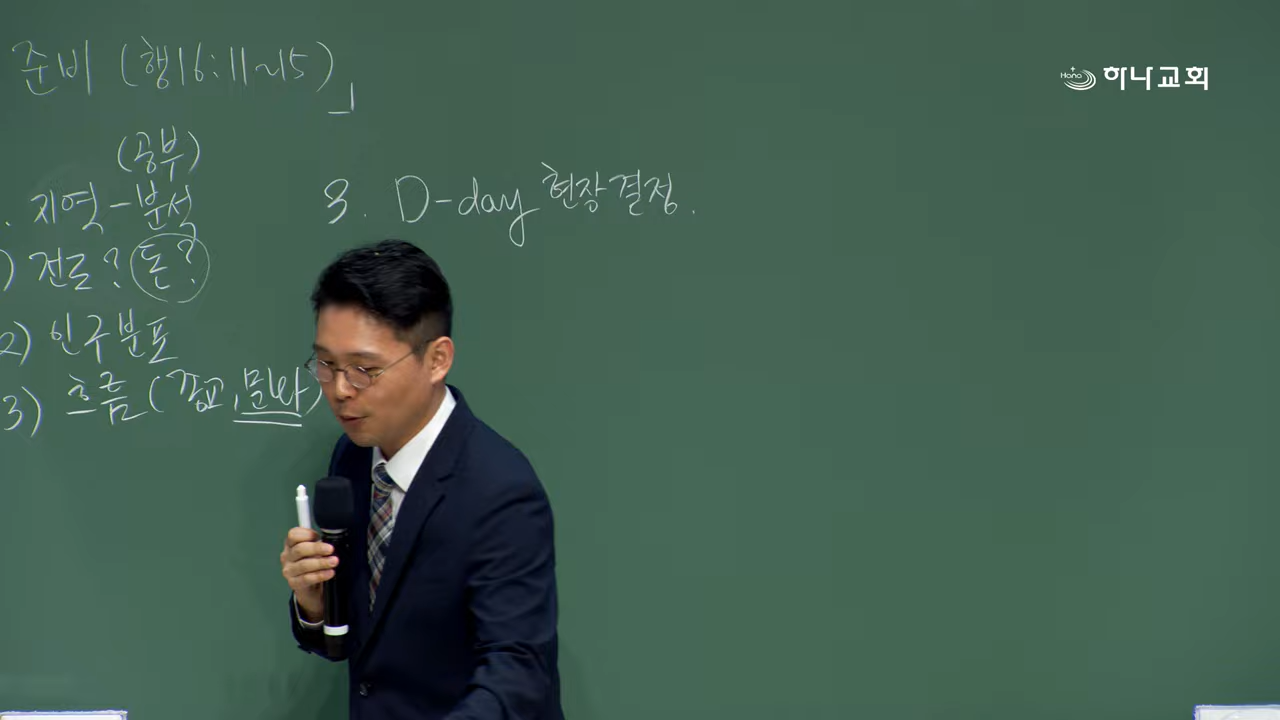 준비 (행16:11~15)」
(공부)
. 지역-분석
) 전도? 돈?
2) 인구분포
3) 흐름 (종교, 문화)
3. D-day 현장결정.
Hana 하나교회